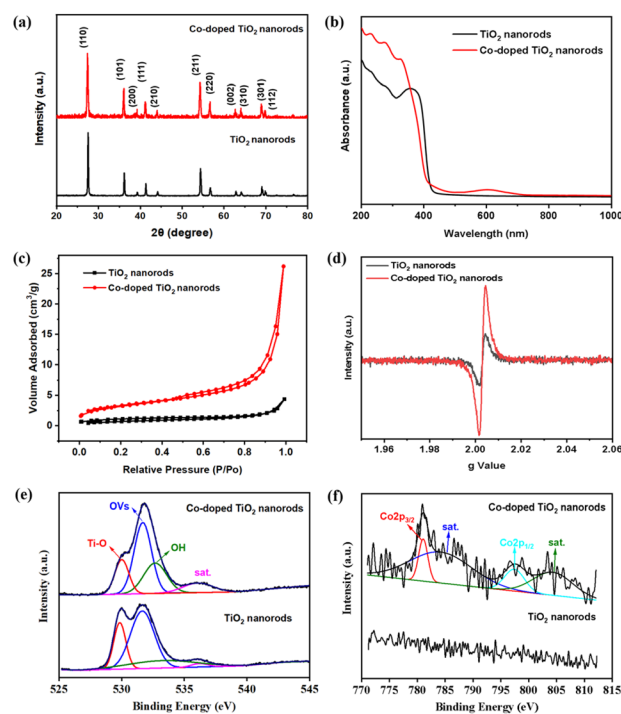 (a)
Co-doped TiO₂ nanorods
(110)
(101)
(200)
(111)
(210)
(211)
(220)
(002)
(310)
(301)
(112)
TiO₂ nanorods
Intensity (a.u.)
20 30 40 50 60 70 80
2θ (degree)
(b)
TiO₂ nanorods
Co-doped TiO₂ nanorods
Absorbance (a.u.)
200 400 600 800 1000
Wavelength (nm)
(c)
TiO₂ nanorods
Co-doped TiO₂ nanorods
Volume Adsorbed (cm³/g)
25
20
15
10
5
0
0.0 0.2 0.4 0.6 0.8 1.0
Relative Pressure (P/Po)
(d)
TiO₂ nanorods
Co-doped TiO₂ nanorods
Intensity (a.u.)
1.96 1.98 2.00 2.02 2.04 2.06
g Value
(e)
Co-doped TiO₂ nanorods
OVs
Ti-O
OH
sat.
TiO₂ nanorods
Intensity (a.u.)
525 530 535 540 545
Binding Energy (eV)
(f)
Co-doped TiO₂ nanorods
Co2p₃/₂
sat.
Co2p₁/₂
sat.
TiO₂ nanorods
Intensity (a.u.)
770 775 780 785 790 795 800 805 810 815
Binding Energy (eV)